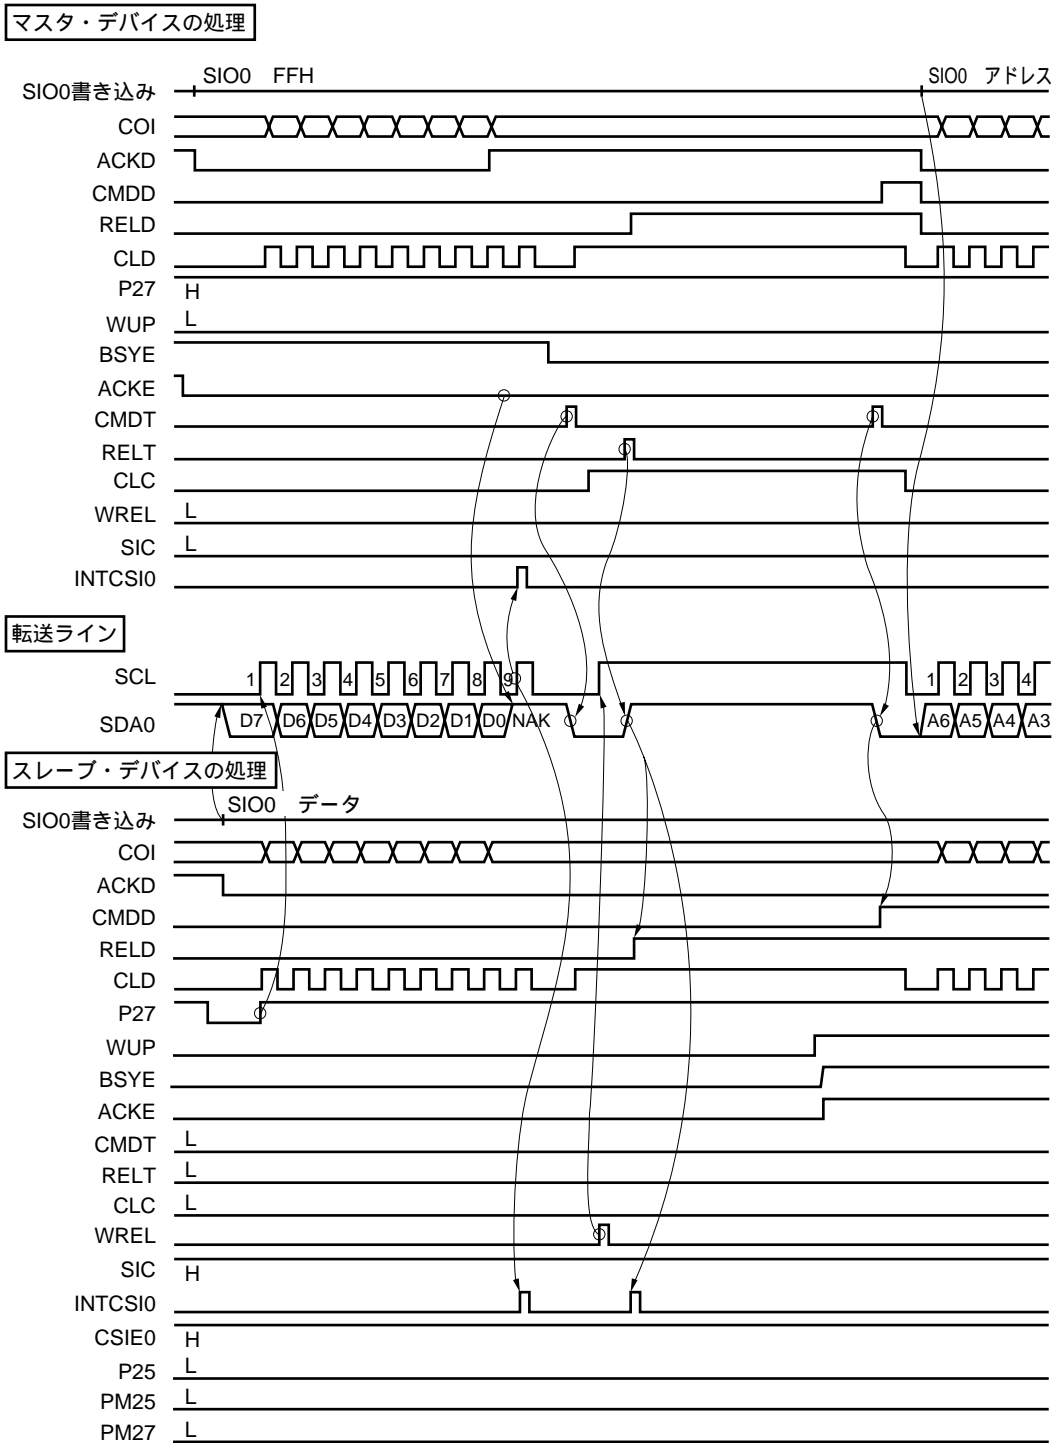 マスタ・デバイスの処理
SIO0書き込み SIO0 FFH SIO0 アドレス
COI
ACKD
CMDD
RELD
CLD
P27 H
WUP L
BSYE
ACKE
CMDT
RELT
CLC
WREL L
SIC L
INTCSI0
転送ライン
SCL 1 2 3 4 5 6 7 8 9 1 2 3 4
SDA0 D7 D6 D5 D4 D3 D2 D1 D0 NAK A6 A5 A4 A3
スレーブ・デバイスの処理
SIO0書き込み SIO0 データ
COI
ACKD
CMDD
RELD
CLD
P27
WUP
BSYE
ACKE
CMDT L
RELT L
CLC L
WREL
SIC H
INTCSI0
CSIE0 H
P25 L
PM25 L
PM27 L